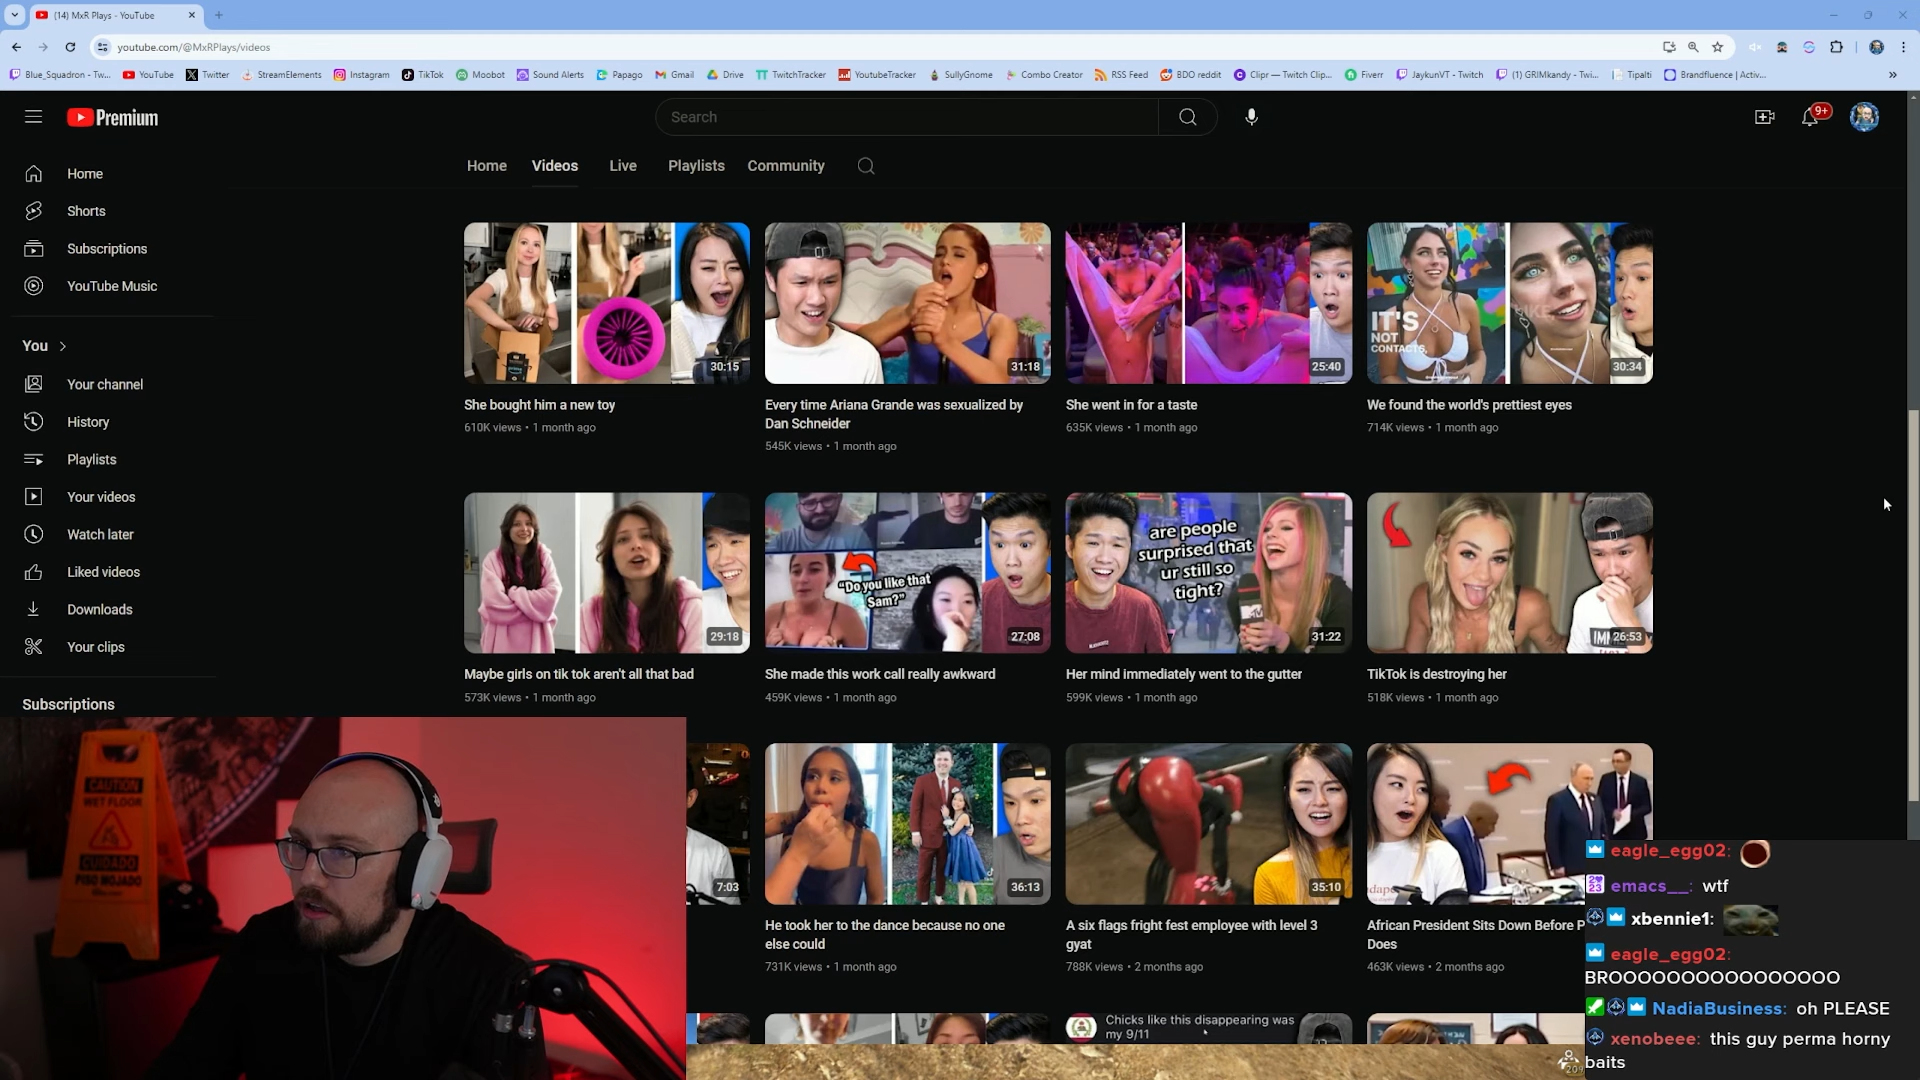 (14) MxR Plays - YouTube
youtube.com/@MxRPlays/videos
Blue_Squadron - Tw...
YouTube
Twitter
StreamElements
Instagram
TikTok
Moobot
Sound Alerts
Papago
Gmail
Drive
TwitchTracker
YoutubeTracker
SullyGnome
Combo Creator
RSS Feed
BDO reddit
Clipr — Twitch Clip...
Fiverr
JaykunVT - Twitch
(1) GRIMkandy - Twi...
Tipalti
Brandfluence | Activ...
»
Premium
Search
9+
Home
Videos
Live
Playlists
Community
Home
Shorts
Subscriptions
YouTube Music
You
Your channel
History
Playlists
Your videos
Watch later
Liked videos
Downloads
Your clips
Subscriptions
30:15
31:18
25:40
IT'S
NOT
CONTACTS,
30:34
She bought him a new toy
610K views • 1 month ago
Every time Ariana Grande was sexualized by
Dan Schneider
545K views • 1 month ago
She went in for a taste
635K views • 1 month ago
We found the world's prettiest eyes
714K views • 1 month ago
29:18
"Do you like that
Sam?"
27:08
are people
surprised that
ur still so
tight?
31:22
26:53
Maybe girls on tik tok aren't all that bad
573K views • 1 month ago
She made this work call really awkward
459K views • 1 month ago
Her mind immediately went to the gutter
599K views • 1 month ago
TikTok is destroying her
518K views • 1 month ago
CAUTION
WET FLOOR
CUIDADO
PISO MOJADO
7:03
36:13
35:10
He took her to the dance because no one
else could
731K views • 1 month ago
A six flags fright fest employee with level 3
gyat
788K views • 2 months ago
African President Sits Down Before P
Does
463K views • 2 months ago
Chicks like this disappearing was
my 9/11
eagle_egg02:
emacs__: wtf
xbennie1:
eagle_egg02:
BROOOOOOOOOOOOOOOO
NadiaBusiness: oh PLEASE
xenobeee: this guy perma horny
baits
209